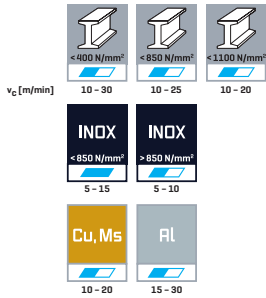 <400 N/mm² <850 N/mm² <1100 N/mm²
vc [m/min] 10 - 30 10 - 25 10 - 20
INOX INOX
<850 N/mm² >850 N/mm²
5 - 15 5 - 10
Cu, Ms Al
10 - 20 15 - 30